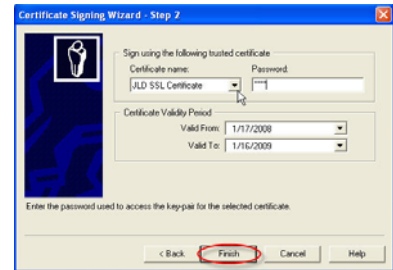 Certificate Signing Wizard - Step 2
Sign using the following trusted certificate
Certificate name: Password:
JLD SSL Certificate ****
Certificate Validity Period
Valid From: 1/17/2008
Valid To: 1/16/2009
Enter the password used to access the key-pair for the selected certificate.
< Back Finish Cancel Help